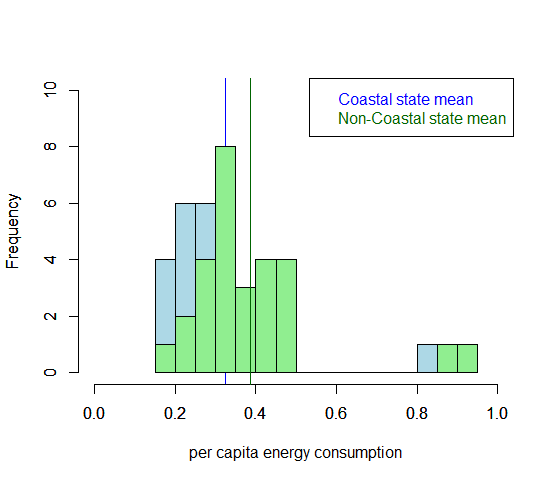 Coastal state mean
Non-Coastal state mean
10
8
6
4
2
0
Frequency
0.0 0.2 0.4 0.6 0.8 1.0
per capita energy consumption